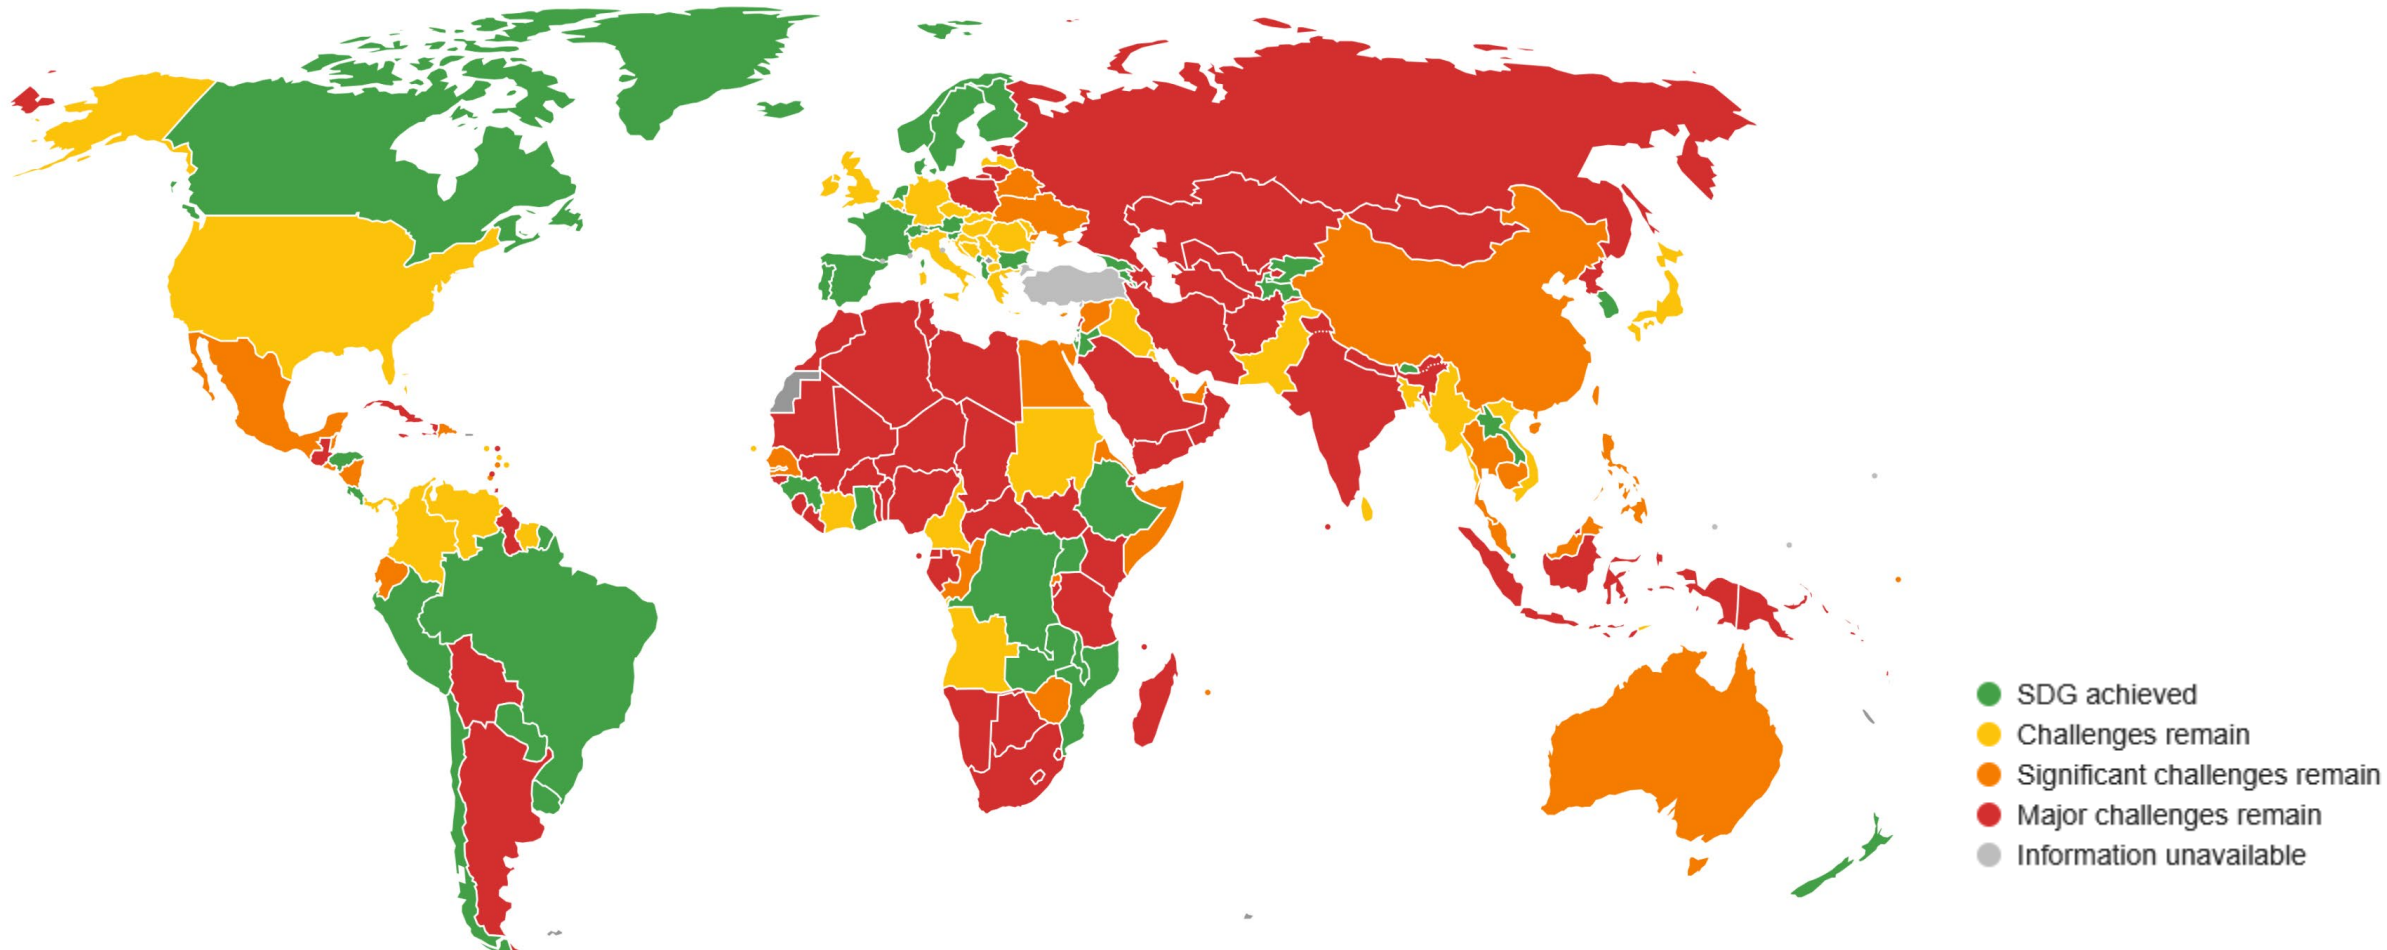 SDG achieved
Challenges remain
Significant challenges remain
Major challenges remain
Information unavailable